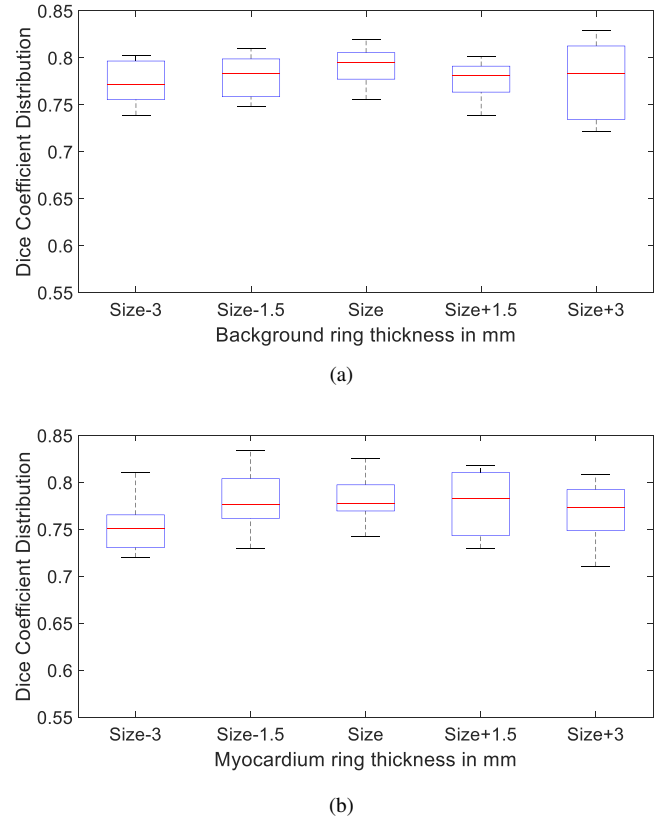 0.85
0.8
0.75
0.7
0.65
0.6
0.55
Dice Coefficient Distribution
Size-3 Size-1.5 Size Size+1.5 Size+3
Background ring thickness in mm
(a)
0.85
0.8
0.75
0.7
0.65
0.6
0.55
Dice Coefficient Distribution
Size-3 Size-1.5 Size Size+1.5 Size+3
Myocardium ring thickness in mm
(b)